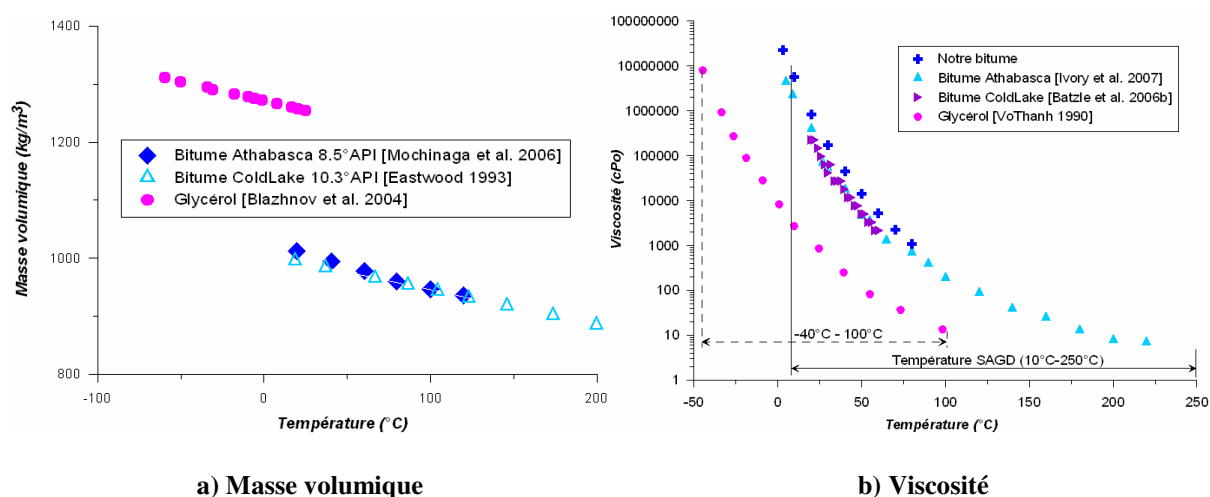 1400
1200
1000
800
-100
0
100
200
Masse volumique (kg/m³)
Température (°C)
Bitume Athabasca 8.5°API [Mochinaga et al. 2006]
Bitume ColdLake 10.3°API [Eastwood 1993]
Glycérol [Blazhnov et al. 2004]
a) Masse volumique
100000000
10000000
1000000
100000
10000
1000
100
10
1
-50
0
50
100
150
200
250
Viscosité (cPo)
Température (°C)
Notre bitume
Bitume Athabasca [Ivory et al. 2007]
Bitume ColdLake [Batzle et al. 2006b]
Glycérol [VoThanh 1990]
-40°C - 100°C
Température SAGD (10°C-250°C)
b) Viscosité